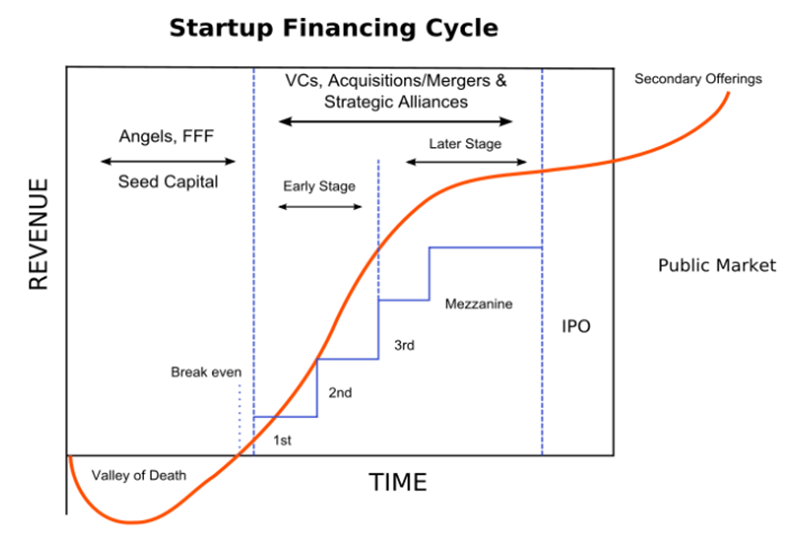 Startup Financing Cycle
VCs, Acquisitions/Mergers &
Strategic Alliances
Secondary Offerings
Angels, FFF
Seed Capital
Later Stage
Early Stage
REVENUE
Public Market
Mezzanine
IPO
3rd
Break even
2nd
1st
Valley of Death
TIME